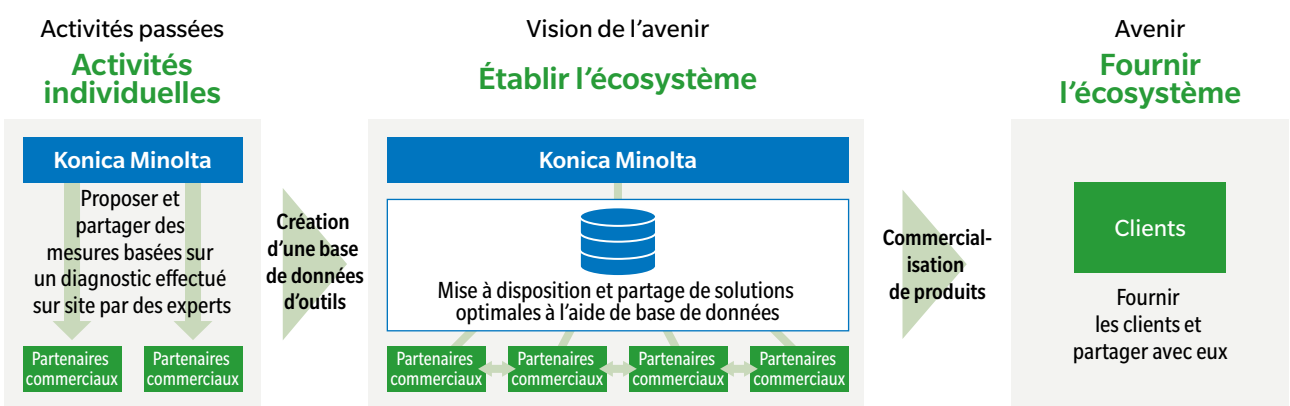 Activités passées
Activités
individuelles
Konica Minolta
Proposer et
partager des
mesures basées sur
un diagnostic effectué
sur site par des experts
Partenaires
commerciaux
Partenaires
commerciaux
Création
d'une base
de données
d'outils
Vision de l'avenir
Établir l'écosystème
Konica Minolta
Mise à disposition et partage de solutions
optimales à l'aide de base de données
Partenaires
commerciaux
Partenaires
commerciaux
Partenaires
commerciaux
Partenaires
commerciaux
Commercial-
isation
de produits
Avenir
Fournir
l'écosystème
Clients
Fournir
les clients et
partager avec eux